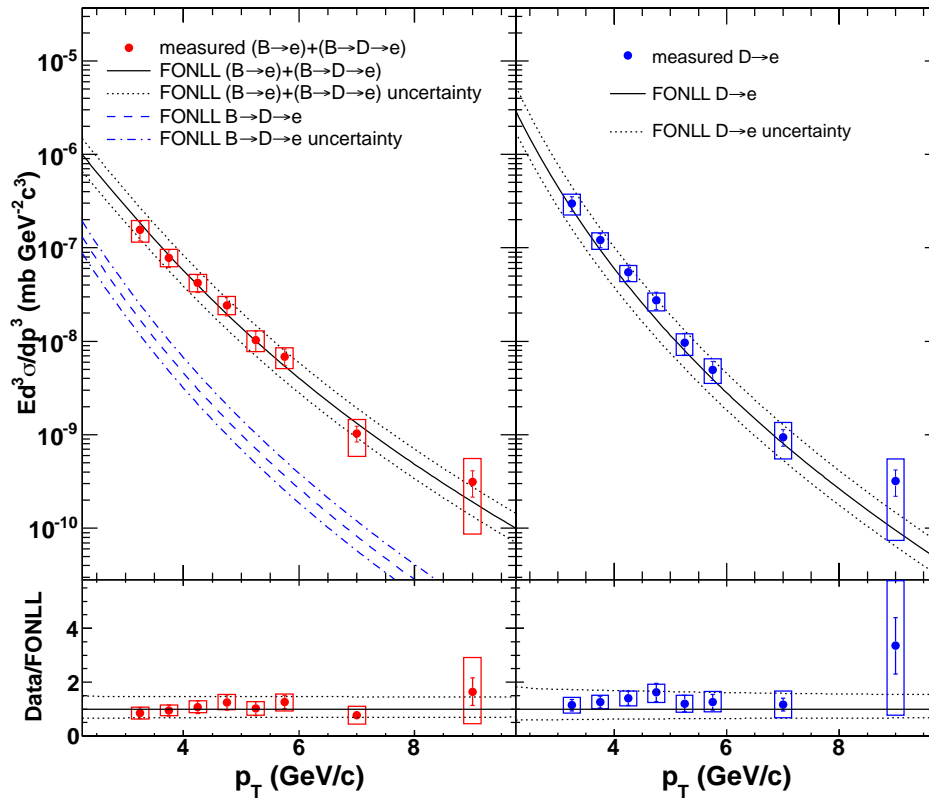 measured (B→e)+(B→D→e)
FONLL (B→e)+(B→D→e)
FONLL (B→e)+(B→D→e) uncertainty
FONLL B→D→e
FONLL B→D→e uncertainty
measured D→e
FONLL D→e
FONLL D→e uncertainty
Ed³σ/dp³ (mb GeV⁻²c³)
10⁻⁵
10⁻⁶
10⁻⁷
10⁻⁸
10⁻⁹
10⁻¹⁰
Data/FONLL
4
2
0
4 6 8
4 6 8
p_T (GeV/c)
p_T (GeV/c)